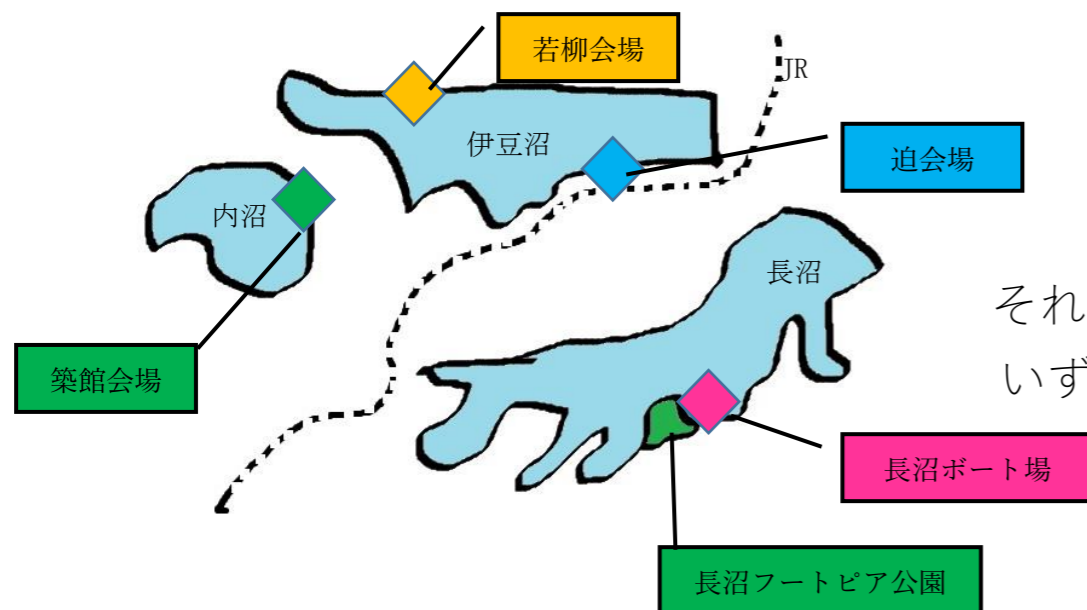 若柳会場
JR
伊豆沼
迫会場
内沼
長沼
それ
いず
築館会場
長沼ボート場
長沼フートピア公園